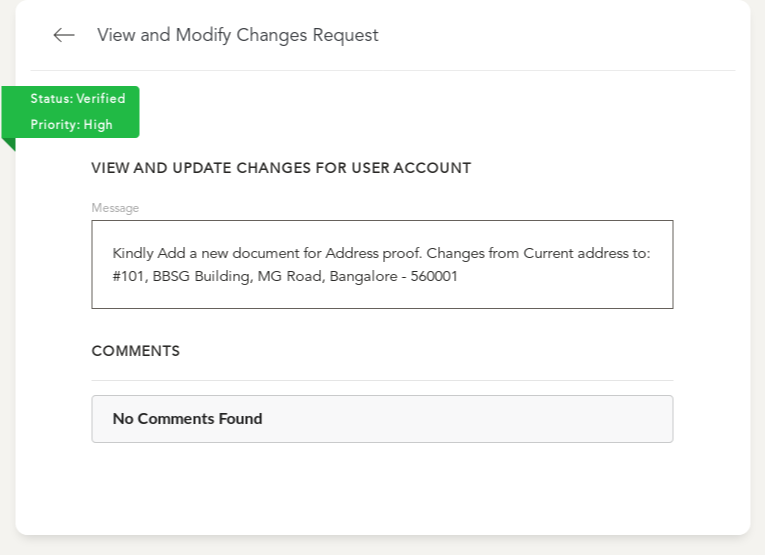 View and Modify Changes Request
Status: Verified
Priority: High
VIEW AND UPDATE CHANGES FOR USER ACCOUNT
Message
Kindly Add a new document for Address proof. Changes from Current address to:
#101, BBSG Building, MG Road, Bangalore - 560001
COMMENTS
No Comments Found